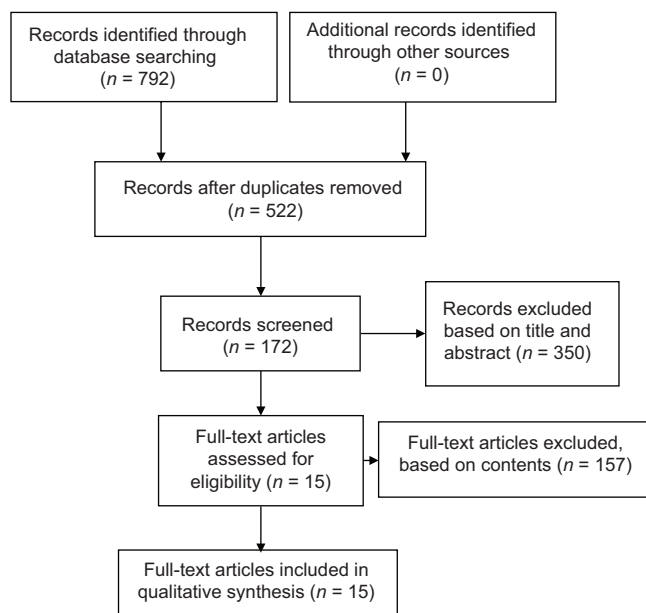 Records identified through
database searching
(n = 792)
Additional records identified
through other sources
(n = 0)
Records after duplicates removed
(n = 522)
Records screened
(n = 172)
Records excluded
based on title and
abstract (n = 350)
Full-text articles
assessed for
eligibility (n = 15)
Full-text articles excluded,
based on contents (n = 157)
Full-text articles included in
qualitative synthesis (n = 15)